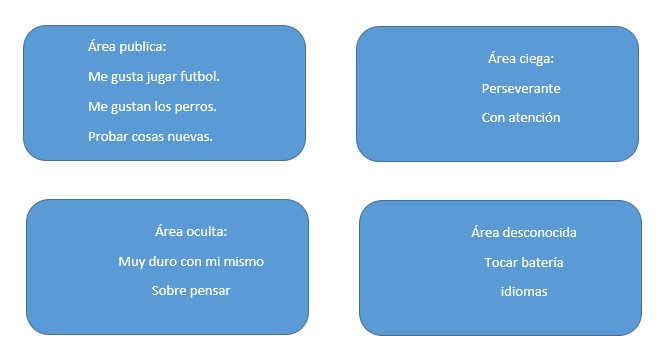 Área publica:
Me gusta jugar futbol.
Me gustan los perros.
Probar cosas nuevas.
Área ciega:
Perseverante
Con atención
Área oculta:
Muy duro con mi mismo
Sobre pensar
Área desconocida
Tocar batería
idiomas